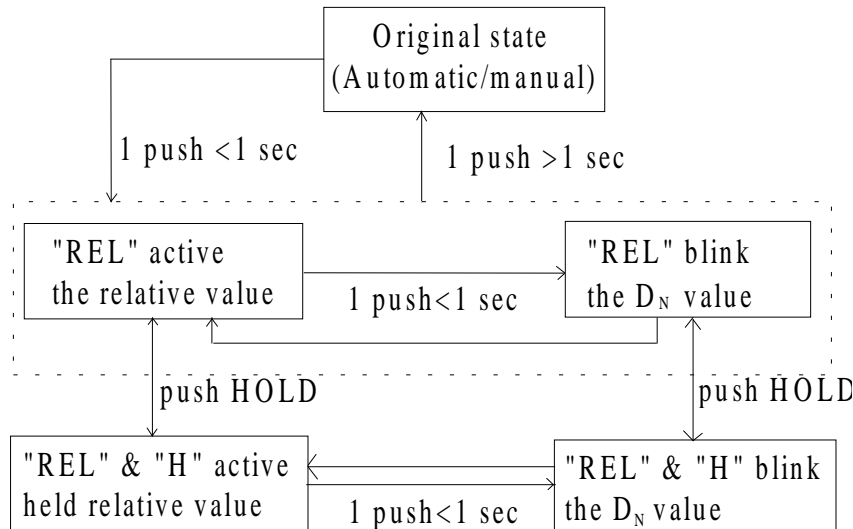 Original state
(Automatic/manual)
1 push <1 sec
1 push >1 sec
"REL" active
the relative value
1 push<1 sec
"REL" blink
the Dₙ value
push HOLD
push HOLD
"REL" & "H" active
held relative value
1 push<1 sec
"REL" & "H" blink
the Dₙ value